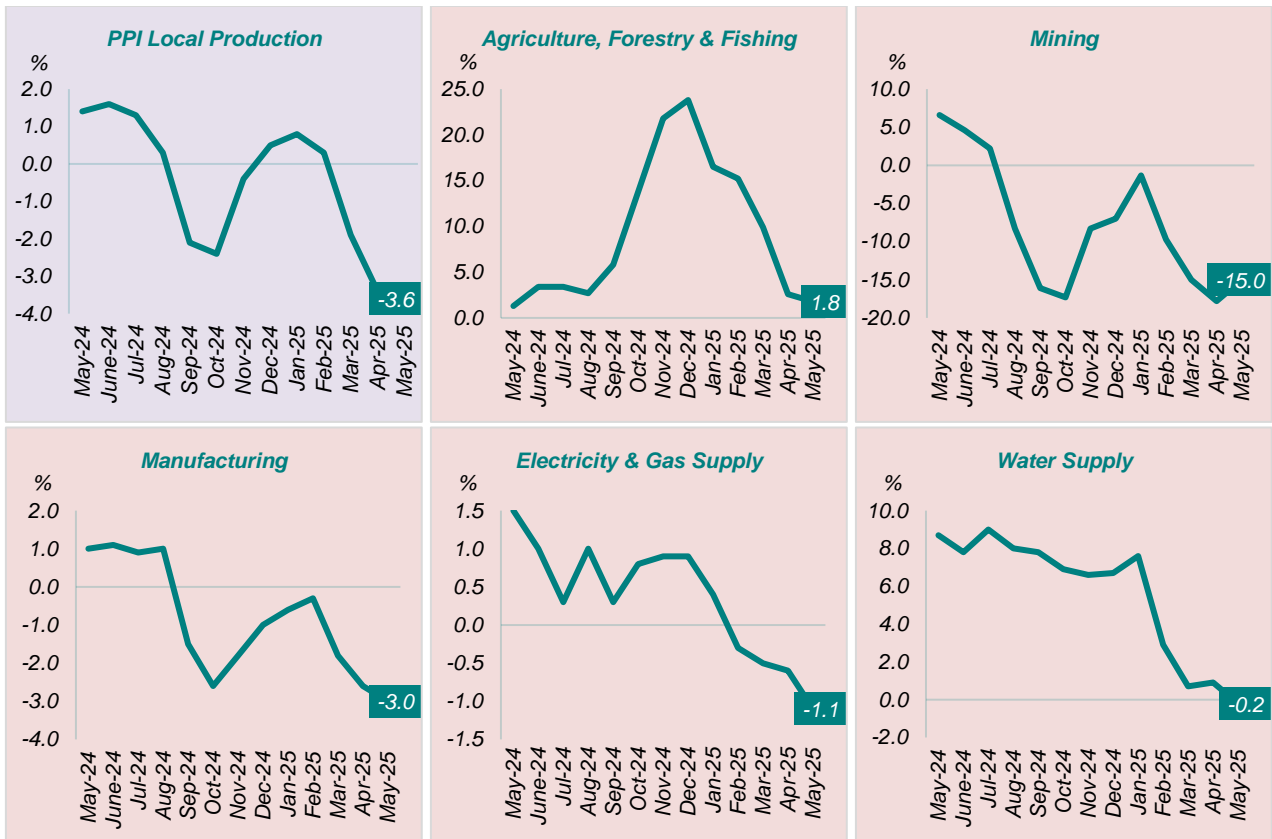 PPI Local Production
%
2.0
1.0
0.0
-1.0
-2.0
-3.0
-4.0
-3.6
May-24
June-24
Jul-24
Aug-24
Sep-24
Oct-24
Nov-24
Dec-24
Jan-25
Feb-25
Mar-25
Apr-25
May-25
Agriculture, Forestry & Fishing
%
25.0
20.0
15.0
10.0
5.0
0.0
1.8
May-24
June-24
Jul-24
Aug-24
Sep-24
Oct-24
Nov-24
Dec-24
Jan-25
Feb-25
Mar-25
Apr-25
May-25
Mining
%
10.0
5.0
0.0
-5.0
-10.0
-15.0
-20.0
-15.0
May-24
June-24
Jul-24
Aug-24
Sep-24
Oct-24
Nov-24
Dec-24
Jan-25
Feb-25
Mar-25
Apr-25
May-25
Manufacturing
%
2.0
1.0
0.0
-1.0
-2.0
-3.0
-4.0
-3.0
May-24
June-24
Jul-24
Aug-24
Sep-24
Oct-24
Nov-24
Dec-24
Jan-25
Feb-25
Mar-25
Apr-25
May-25
Electricity & Gas Supply
%
1.5
1.0
0.5
0.0
-0.5
-1.0
-1.5
-1.1
May-24
June-24
Jul-24
Aug-24
Sep-24
Oct-24
Nov-24
Dec-24
Jan-25
Feb-25
Mar-25
Apr-25
May-25
Water Supply
%
10.0
8.0
6.0
4.0
2.0
0.0
-2.0
-0.2
May-24
June-24
Jul-24
Aug-24
Sep-24
Oct-24
Nov-24
Dec-24
Jan-25
Feb-25
Mar-25
Apr-25
May-25